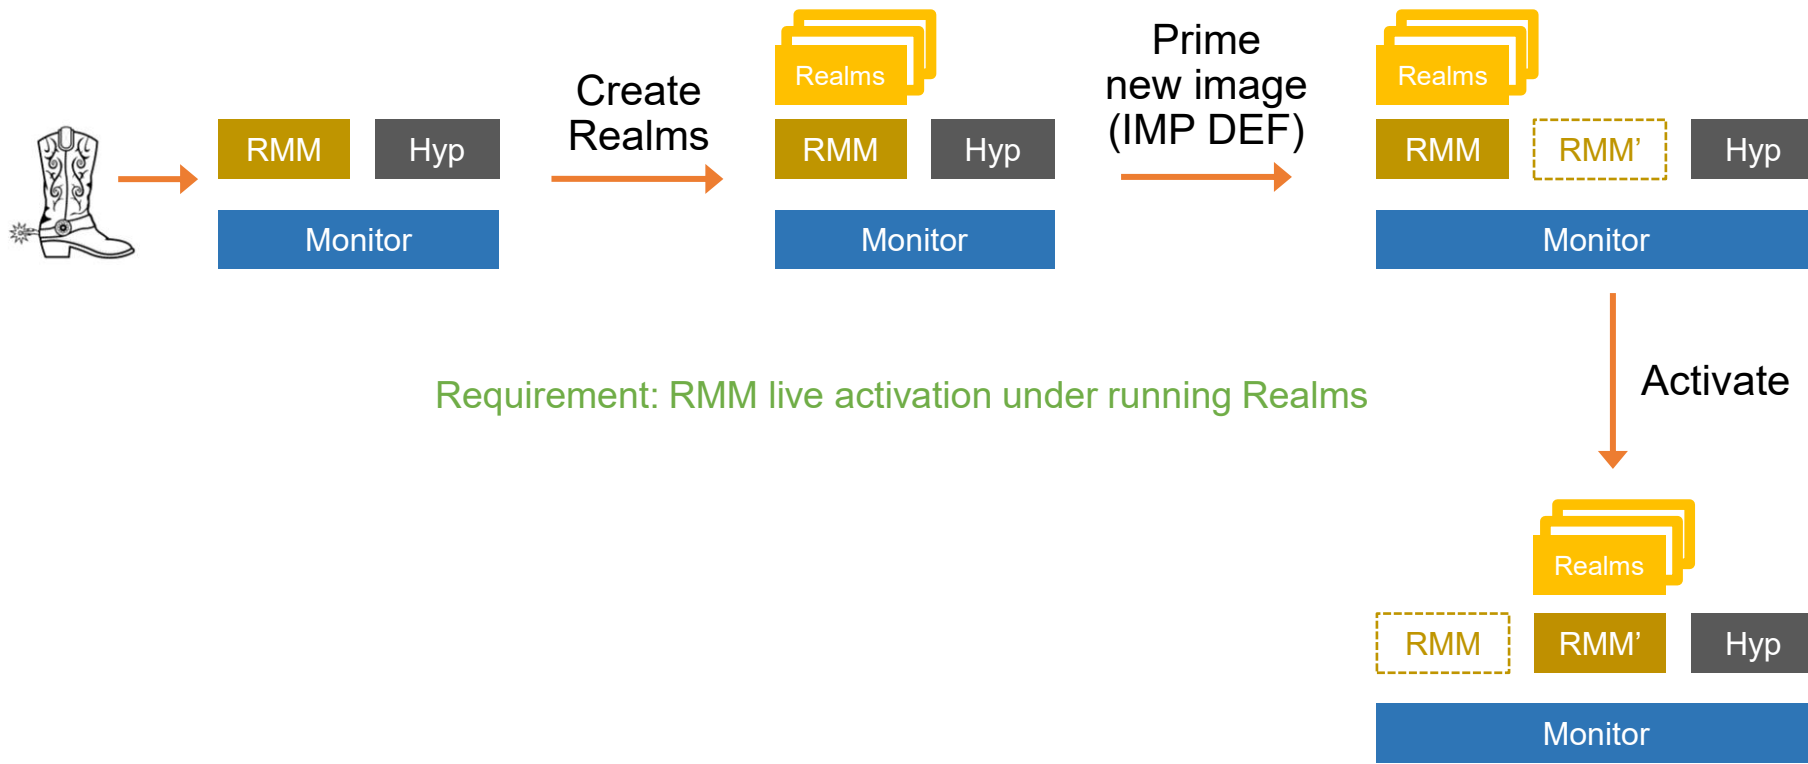 RMM
Hyp
Monitor
Create
Realms
Realms
RMM
Hyp
Monitor
Prime
new image
(IMP DEF)
Realms
RMM
RMM’
Hyp
Monitor
Requirement: RMM live activation under running Realms
Activate
Realms
RMM
RMM’
Hyp
Monitor